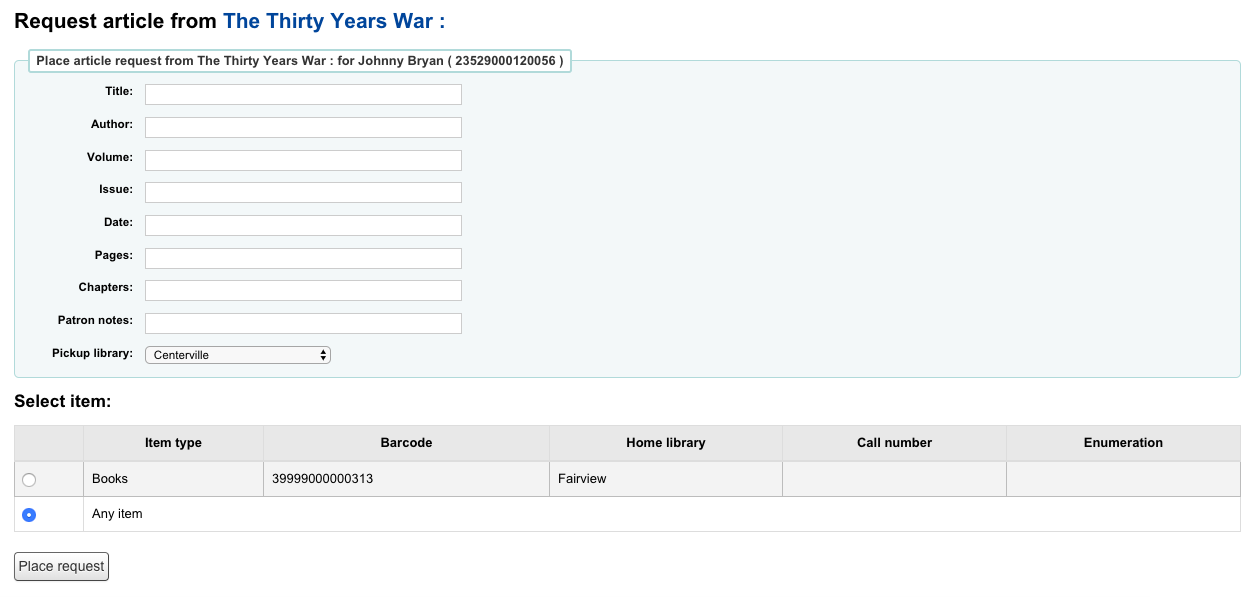 Request article from The Thirty Years War :
Place article request from The Thirty Years War : for Johnny Bryan ( 23529000120056 )
Title:
Author:
Volume:
Issue:
Date:
Pages:
Chapters:
Patron notes:
Pickup library: Centerville
Select item:
Item type Barcode Home library Call number Enumeration
Books 39999000000313 Fairview
Any item
Place request